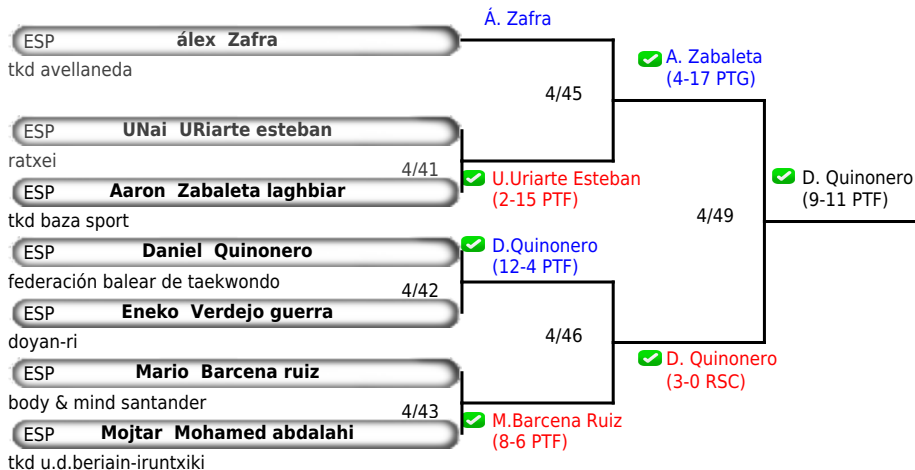 Á. Zafra
ESP álex Zafra
tkd avellaneda
A. Zabaleta
(4-17 PTG)
4/45
ESP UNai URiarte esteban
ratxei
4/41
U.Uriarte Esteban
(2-15 PTF)
ESP Aaron Zabaleta laghbiar
tkd baza sport
D. Quinonero
(9-11 PTF)
4/49
ESP Daniel Quinonero
federación balear de taekwondo
D.Quinonero
(12-4 PTF)
4/42
ESP Eneko Verdejo guerra
doyan-ri
4/46
D. Quinonero
(3-0 RSC)
ESP Mario Barcena ruiz
body & mind santander
4/43
M.Barcena Ruiz
(8-6 PTF)
ESP Mojtar Mohamed abdalahi
tkd u.d.beriain-iruntxiki